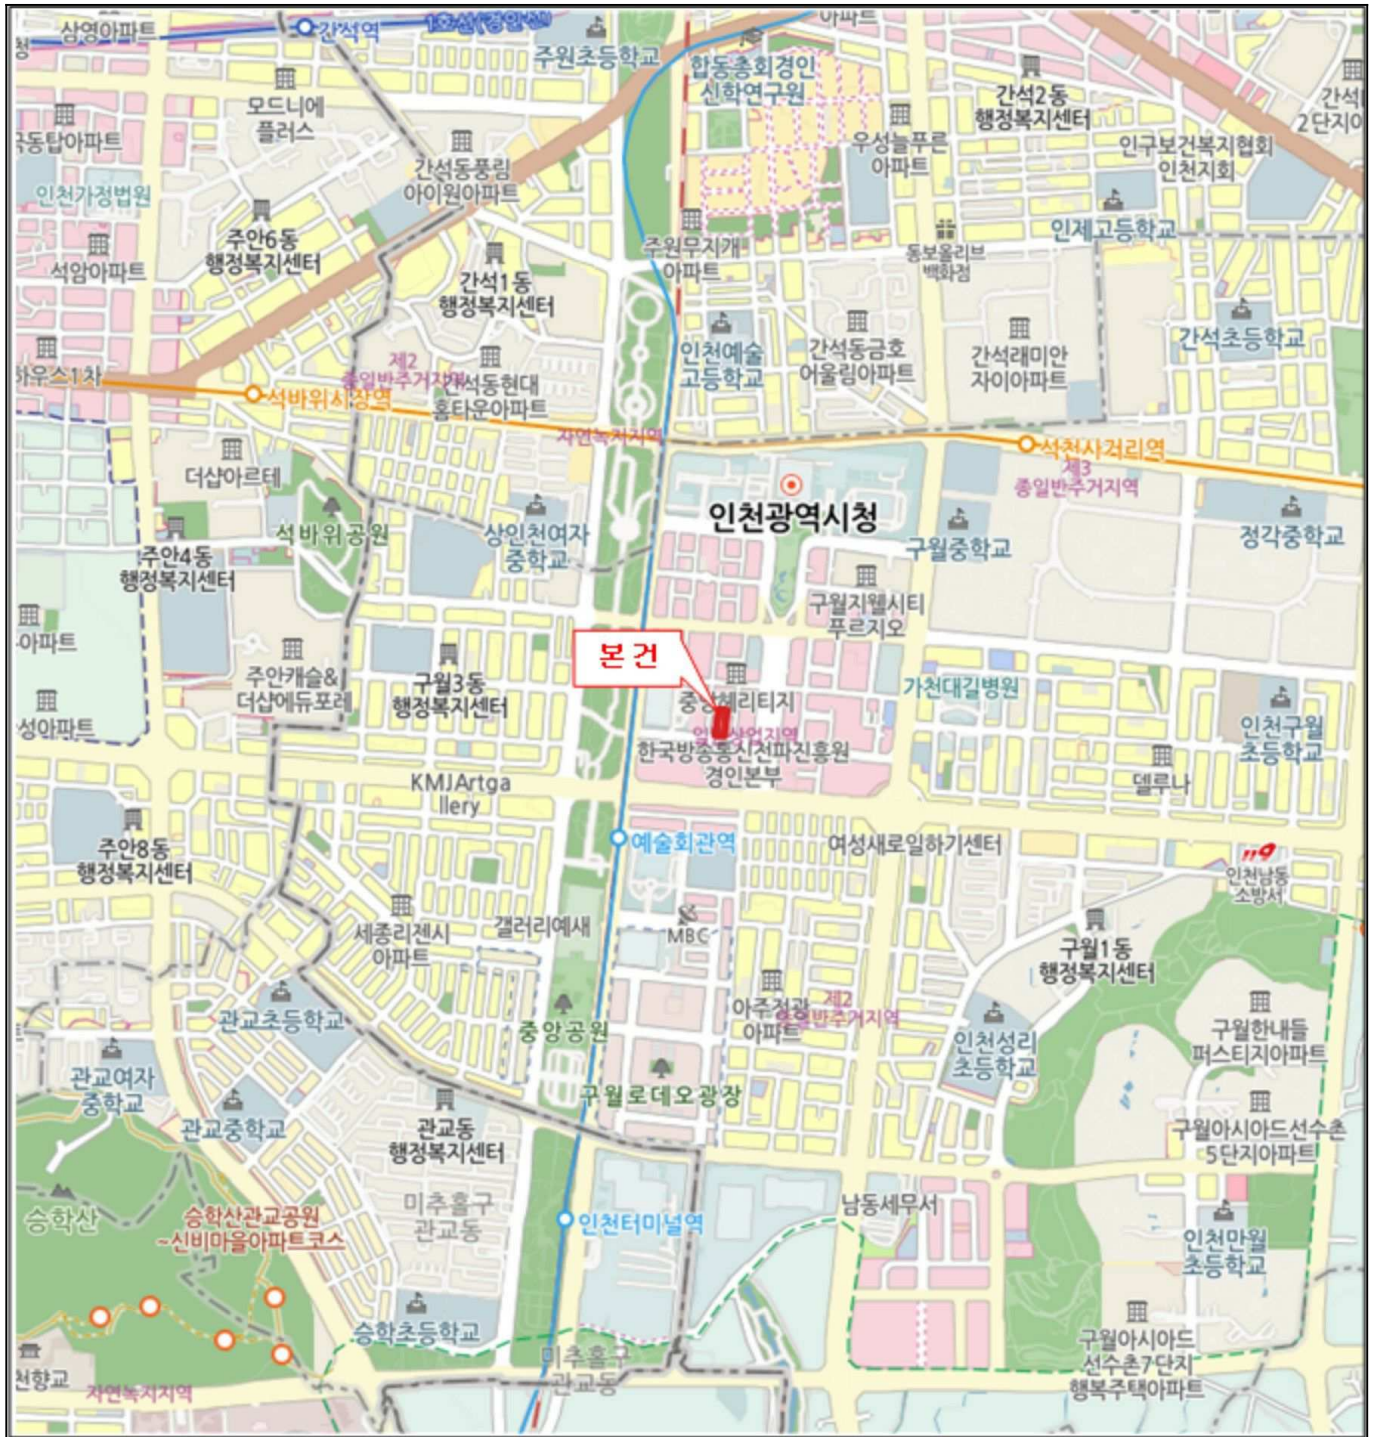 아파트
삼영아파트
간석역
1호선(경인선)
주원초등학교
합동총회경인
신학연구원
간석2동
행정복지센터
모드니에
플러스
2단지
우성늘푸른
아파트
인구보건복지협회
인천지회
간석동풍림
아이원아파트
인천가정법원
인제고등학교
주안6동
행정복지센터
주원무지개
아파트
동보올리브
백화점
석암아파트
간석1동
행정복지센터
인천예술
고등학교
간석동금호
어울림아파트
간석래미안
자이아파트
간석초등학교
하우스1차
제2
종일반주거지역
간석동현대
홈타운아파트
석바위시장역
자연녹지지역
석천사거리역
제3
종일반주거지역
더샵아르테
인천광역시청
석바위공원
상인천여자
중학교
구월중학교
정각중학교
주안4동
행정복지센터
구월지웰시티
푸르지오
아파트
본 건
주안캐슬&
더샵에듀포레
구월3동
행정복지센터
중앙헤리티지
가천대길병원
성아파트
인천구월
초등학교
한국방송통신전파진흥원
경인본부
KMJArtga
llery
델루나
예술회관역
여성새로일하기센터
주안8동
행정복지센터
119
인천남동
소방서
세종리젠시
아파트
갤러리예새
MBC
구월1동
행정복지센터
관교초등학교
중앙공원
아주정광
아파트
제2
종일반주거지역
인천성리
초등학교
구월한내들
퍼스티지아파트
관교여자
중학교
관교중학교
관교동
행정복지센터
구월로데오광장
구월아시아드선수촌
5단지아파트
승학산
승학산관교공원
~신비마을아파트코스
미추홀구
관교동
인천터미널역
남동세무서
인천만월
초등학교
승학초등학교
미추홀구
관교동
구월아시아드
선수촌7단지
행복주택아파트
천향교
자연녹지지역